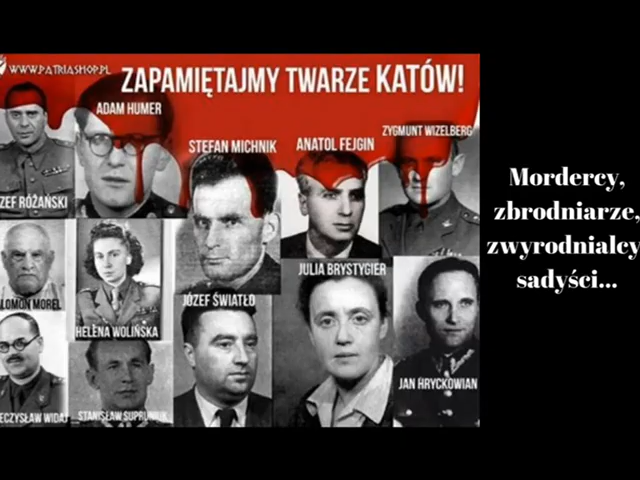 WWW.PATRIASHOP.PL
ZAPAMIĘTAJMY TWARZE KATÓW!
ADAM HUMER
ZYGMUNT WIZELBERG
STEFAN MICHNIK
ANATOL FEJGIN
ZEF RÓŻAŃSKI
Mordercy,
zbrodniarze,
zwyrodnialcy
sadyści...
JULIA BRYSTYGIER
LOMON MOREL
JÓZEF ŚWIATŁO
HELENA WOLIŃSKA
JAN HRYCKOWIAN
ECZYSŁAW WIDAJ
STANISŁAW SUPRUNIUK